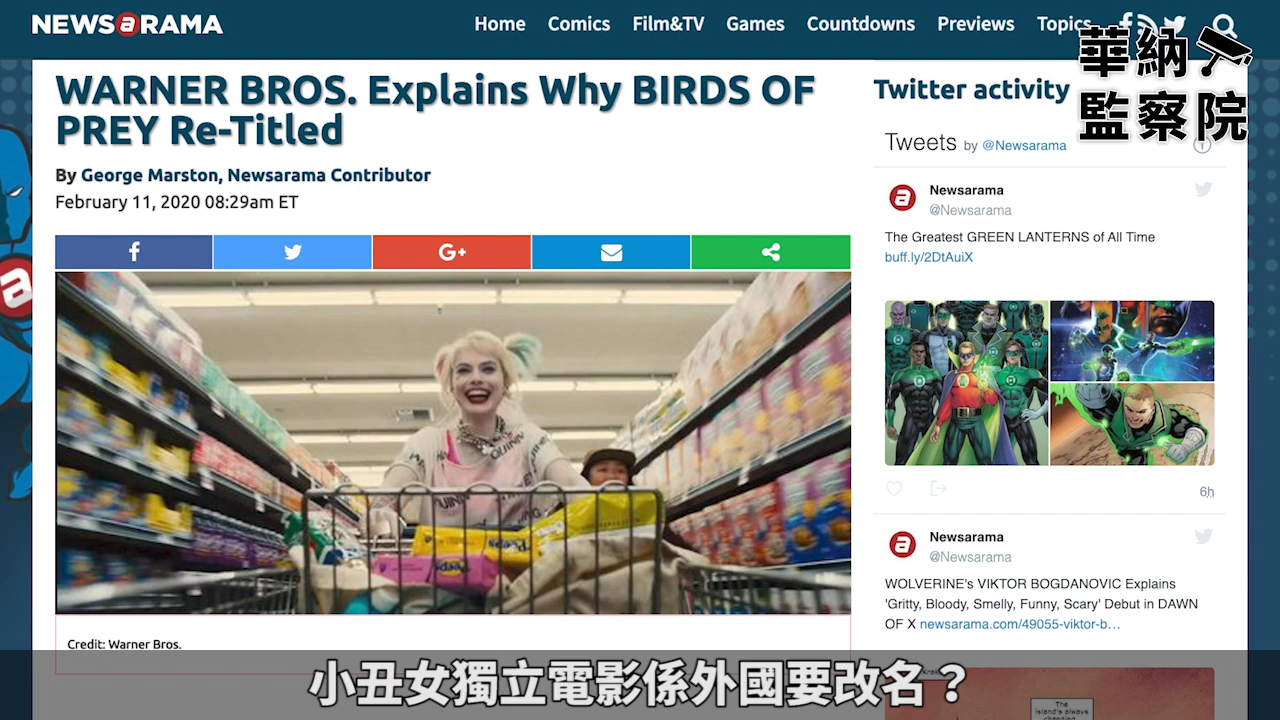 NEWSaRAMA
Home Comics Film&TV Games Countdowns Previews Topics
華納
監察院
WARNER BROS. Explains Why BIRDS OF
PREY Re-Titled
By George Marston, Newsarama Contributor
February 11, 2020 08:29am ET
G+
Credit: Warner Bros.
Twitter activity
Tweets by @Newsarama
Newsarama
@Newsarama
The Greatest GREEN LANTERNS of All Time
buff.ly/2DtAuiX
6h
Newsarama
@Newsarama
WOLVERINE's VIKTOR BOGDANOVIC Explains
'Gritty, Bloody, Smelly, Funny, Scary' Debut in DAWN
OF X newsarama.com/49055-viktor-b…
The
island's always
changing
小丑女獨立電影係外國要改名？